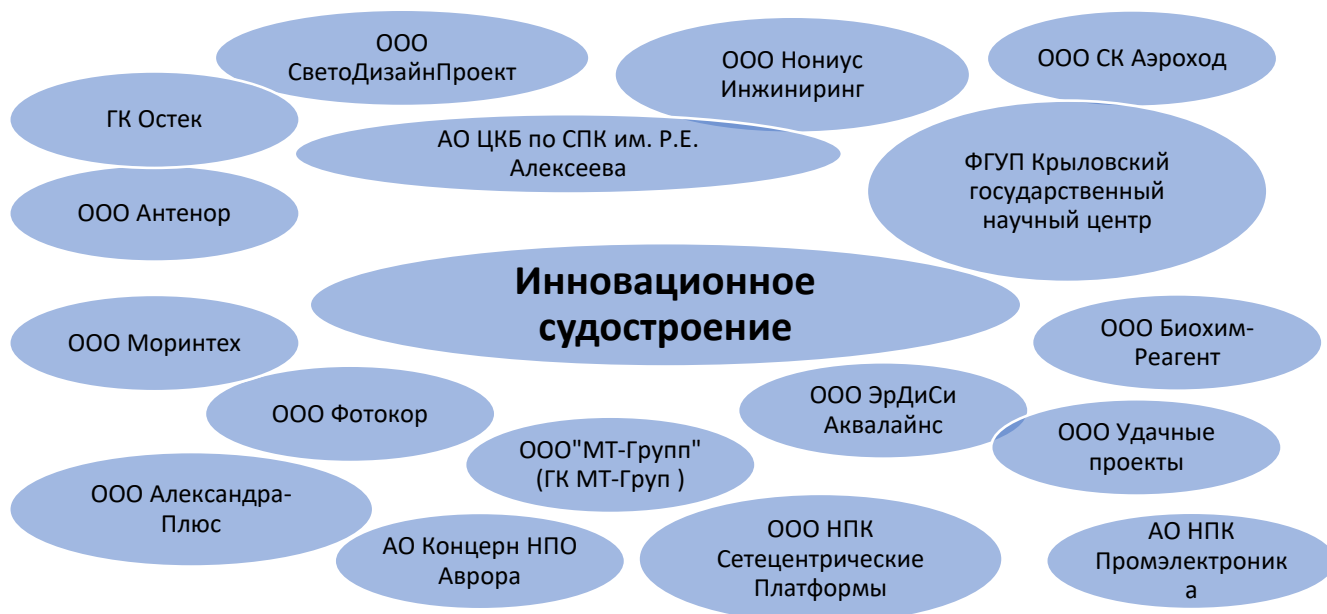 ООО
СветоДизайнПроект
ООО Нониус
Инжиниринг
ООО СК Аэроход
ГК Остек
АО ЦКБ по СПК им. Р.Е.
Алексеева
ФГУП Крыловский
государственный
научный центр
ООО Антенор
Инновационное
судостроение
ООО Моринтех
ООО Биохим-
Реагент
ООО Фотокор
ООО ЭрДиСи
Аквалайнс
ООО"МТ-Групп"
(ГК МТ-Груп )
ООО Удачные
проекты
ООО Александра-
Плюс
АО Концерн НПО
Аврора
ООО НПК
Сетецентрические
Платформы
АО НПК
Промэлектроник
а